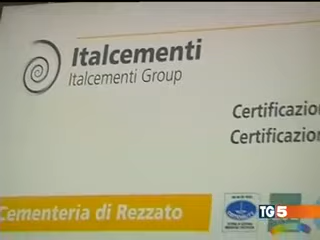 Italcementi
Italcementi Group
Certificazion
Certificazion
Cementeria di Rezzato
TG5